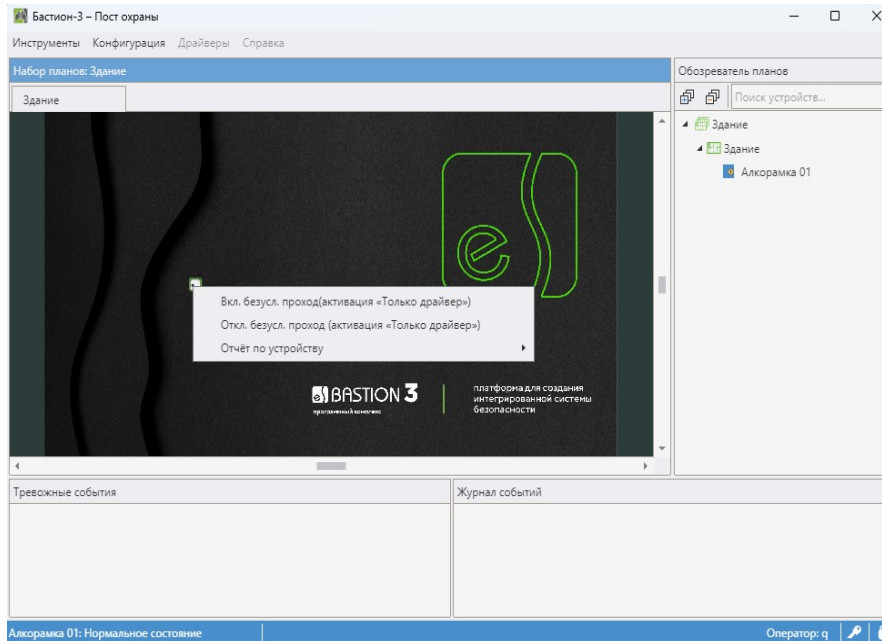 Бастион-3 – Пост охраны
Инструменты Конфигурация Драйверы Справка
Набор планов: Здание
Здание
Обозреватель планов
Поиск устройств...
Здание
Здание
Алкорамка 01
Вкл. безусл. проход(активация «Только драйвер»)
Откл. безусл. проход (активация «Только драйвер»)
Отчёт по устройству
eS BASTION 3
программный комплекс
платформа для создания
интегрированной системы
безопасности
Тревожные события
Журнал событий
Алкорамка 01: Нормальное состояние
Оператор: q